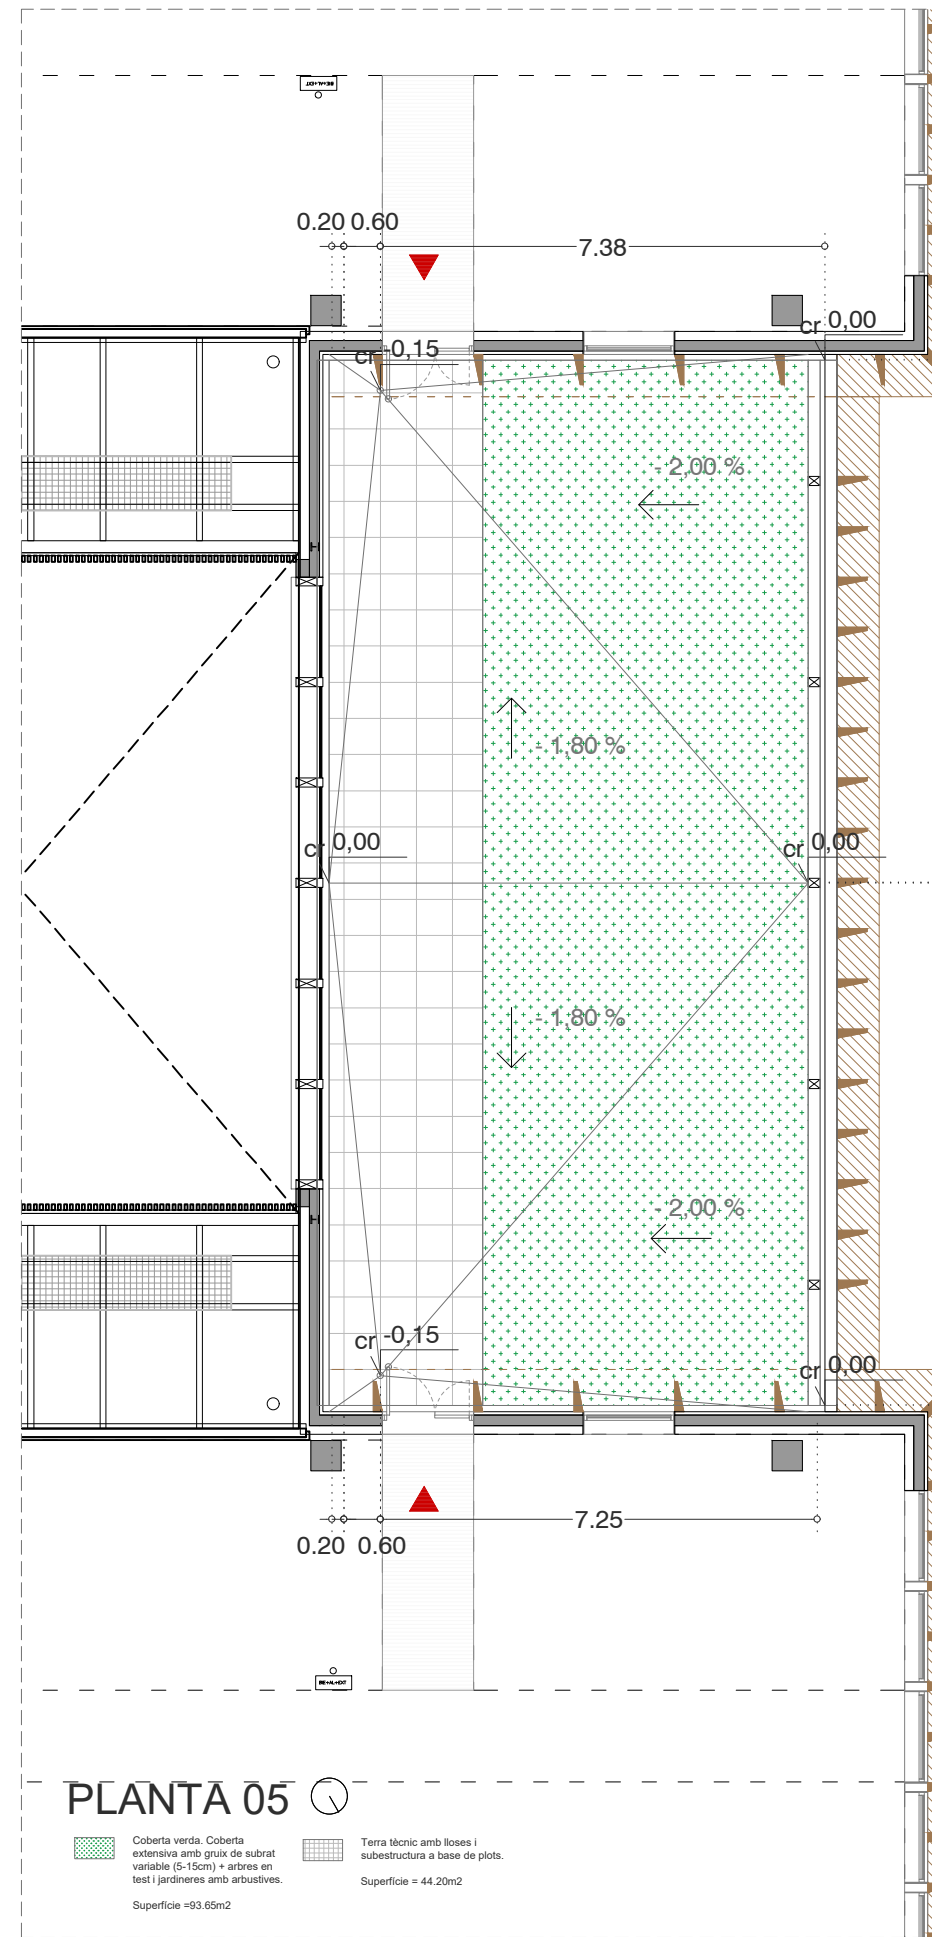 0.20 0.60
7.38
cr 0,00
cr -0,15
- 2,00 %
- 1,80 %
cr 0,00
cr 0,00
- 1,80 %
- 2,00 %
cr -0,15
cr 0,00
7.25
0.20 0.60
PLANTA 05
Coberta verda. Coberta
extensiva amb gruix de subrat
variable (5-15cm) + arbres en
test i jardineres amb arbustives.
Superfície =93.65m2
Terra tècnic amb lloses i
subestructura a base de plots.
Superfície = 44.20m2